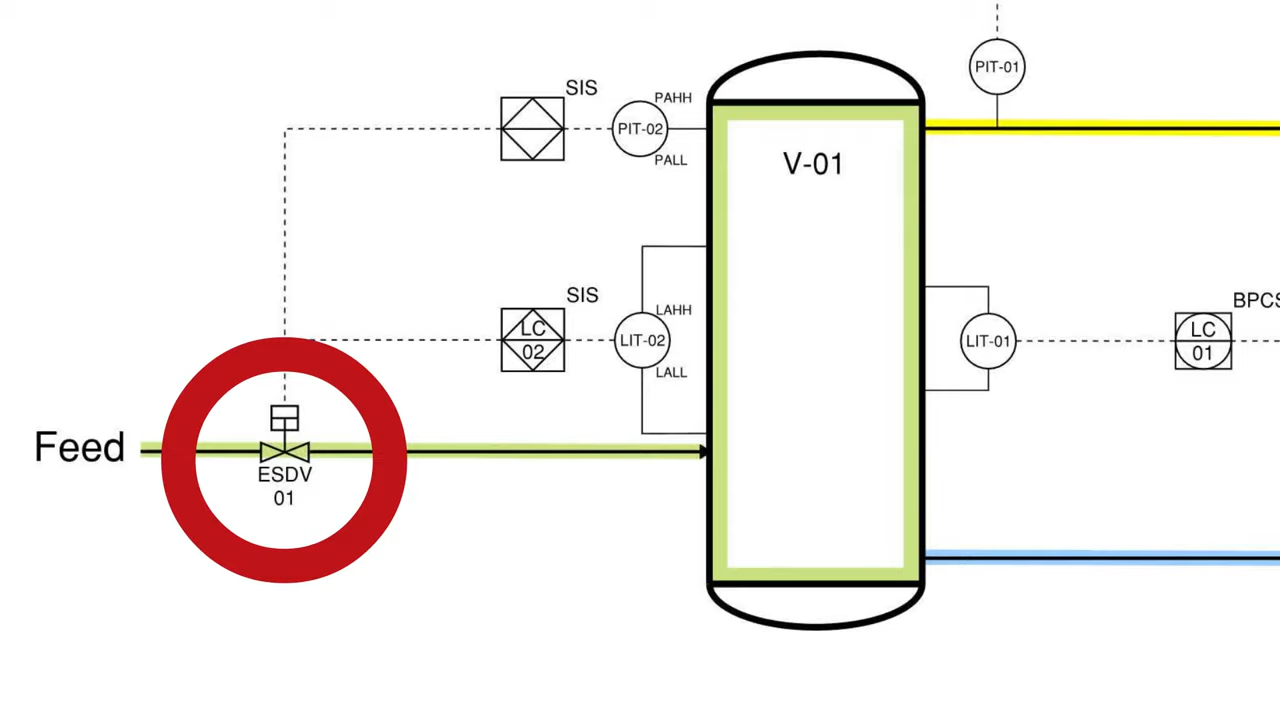 PIT-01
SIS
PAHH
PIT-02
PALL
V-01
SIS
LAHH
LC
02
LIT-02
LALL
LIT-01
BPCS
LC
01
Feed
ESDV
01